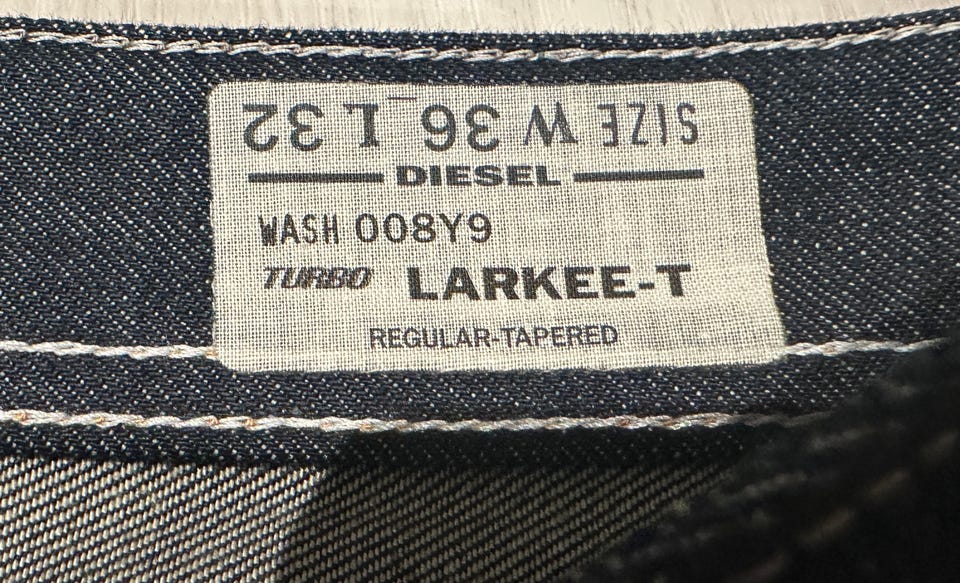 SIZE W 36 L 32
DIESEL
WASH 008Y9
TURBO LARKEE-T
REGULAR-TAPERED